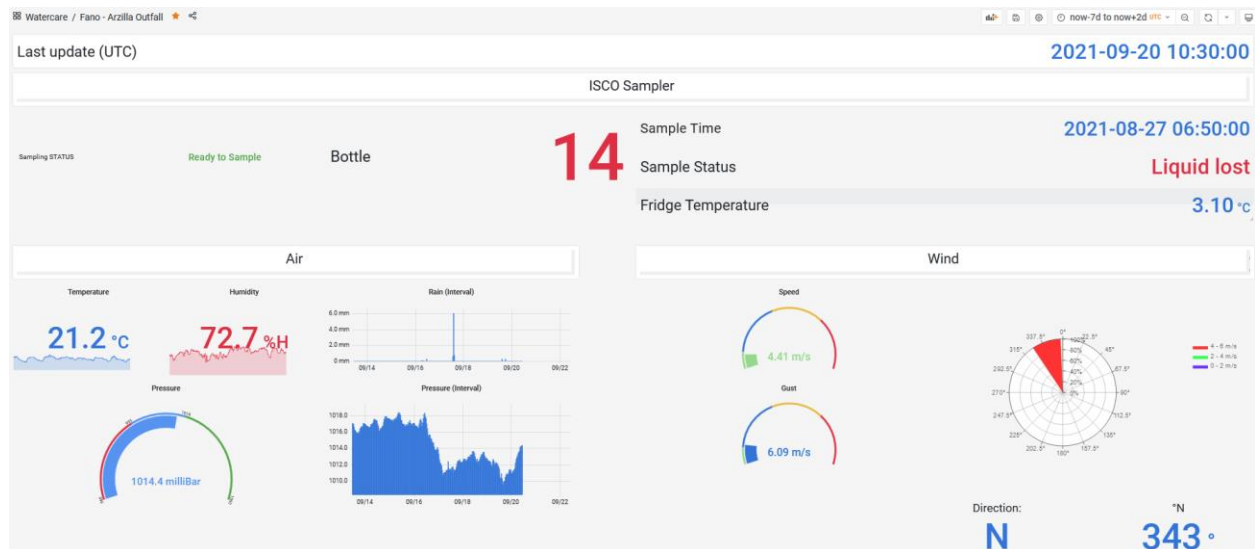 Watercare / Fano - Arzilla Outfall
now-7d to now+2d UTC
Last update (UTC) 2021-09-20 10:30:00
ISCO Sampler
Sampling STATUS Ready to Sample Bottle 14
Sample Time 2021-08-27 06:50:00
Sample Status Liquid lost
Fridge Temperature 3.10 °C
Air
Temperature Humidity Rain (Interval)
21.2 °C 72.7 %H
6.0 mm
4.0 mm
2.0 mm
0 mm
09/14 09/16 09/18 09/20 09/22
Pressure Pressure (Interval)
1014.4 milliBar
1018.0
1016.0
1014.0
1012.0
1010.0
09/14 09/16 09/18 09/20 09/22
Wind
Speed
4.41 m/s
Gust
6.09 m/s
0°
337.5° 22.5°
315° 45°
292.5° 67.5°
270° 90°
247.5° 112.5°
225° 135°
202.5° 157.5°
180°
100%
80%
60%
40%
20%
0%
4 - 6 m/s
2 - 4 m/s
0 - 2 m/s
Direction: °N
N 343 °